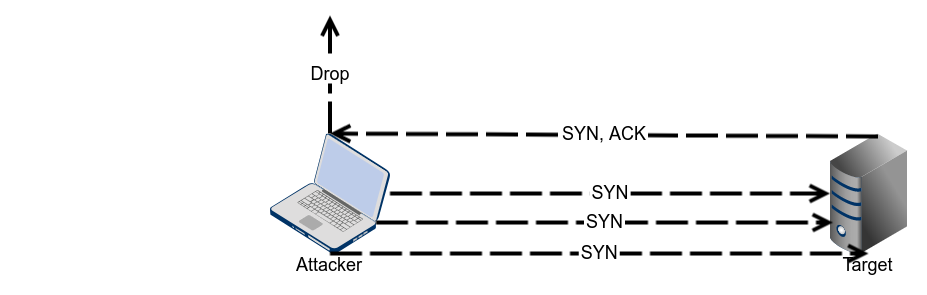 Drop
SYN, ACK
SYN
SYN
SYN
Attacker
Target